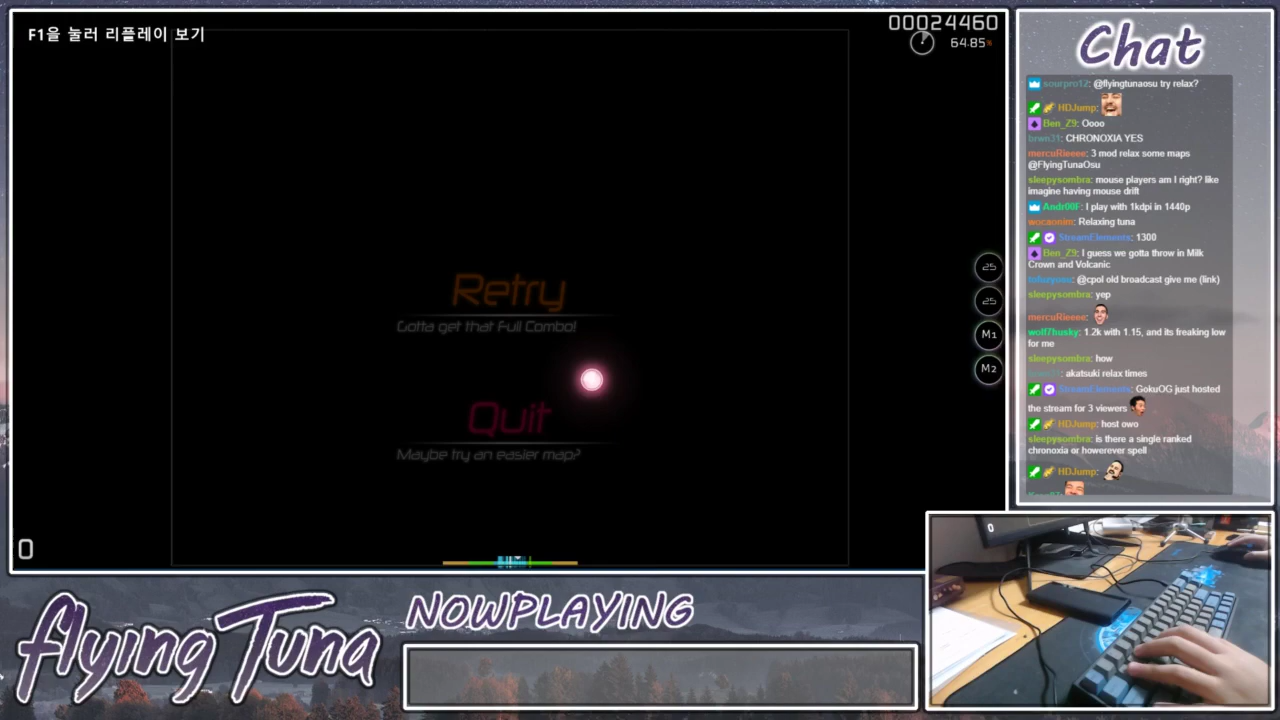 F1을 눌러 리플레이 보기
00024460
64.85%
Retry
Gotta get that Full Combo!
Quit
Maybe try an easier map?
25
25
M1
M2
0
Chat
sourpro12: @flyingtunaosu try relax?
HDJump:
Ben_Z9: Oooo
brwn31: CHRONOXIA YES
mercuRieeee: 3 mod relax some maps
@FlyingTunaOsu
sleepysombra: mouse players am I right? like
imagine having mouse drift
Andr00F: I play with 1kdpi in 1440p
wocaonim: Relaxing tuna
StreamElements: 1300
Ben_Z9: I guess we gotta throw in Milk
Crown and Volcanic
@cpol old broadcast give me (link)
sleepysombra: yep
mercuRieeee:
wolf7husky: 1.2k with 1.15, and its freaking low
for me
sleepysombra: how
brwn31: akatsuki relax times
StreamElements: GokuOG just hosted
the stream for 3 viewers
HDJump: host owo
sleepysombra: is there a single ranked
chronoxia or howerever spell
HDJump:
flying Tuna
NOWPLAYING
0